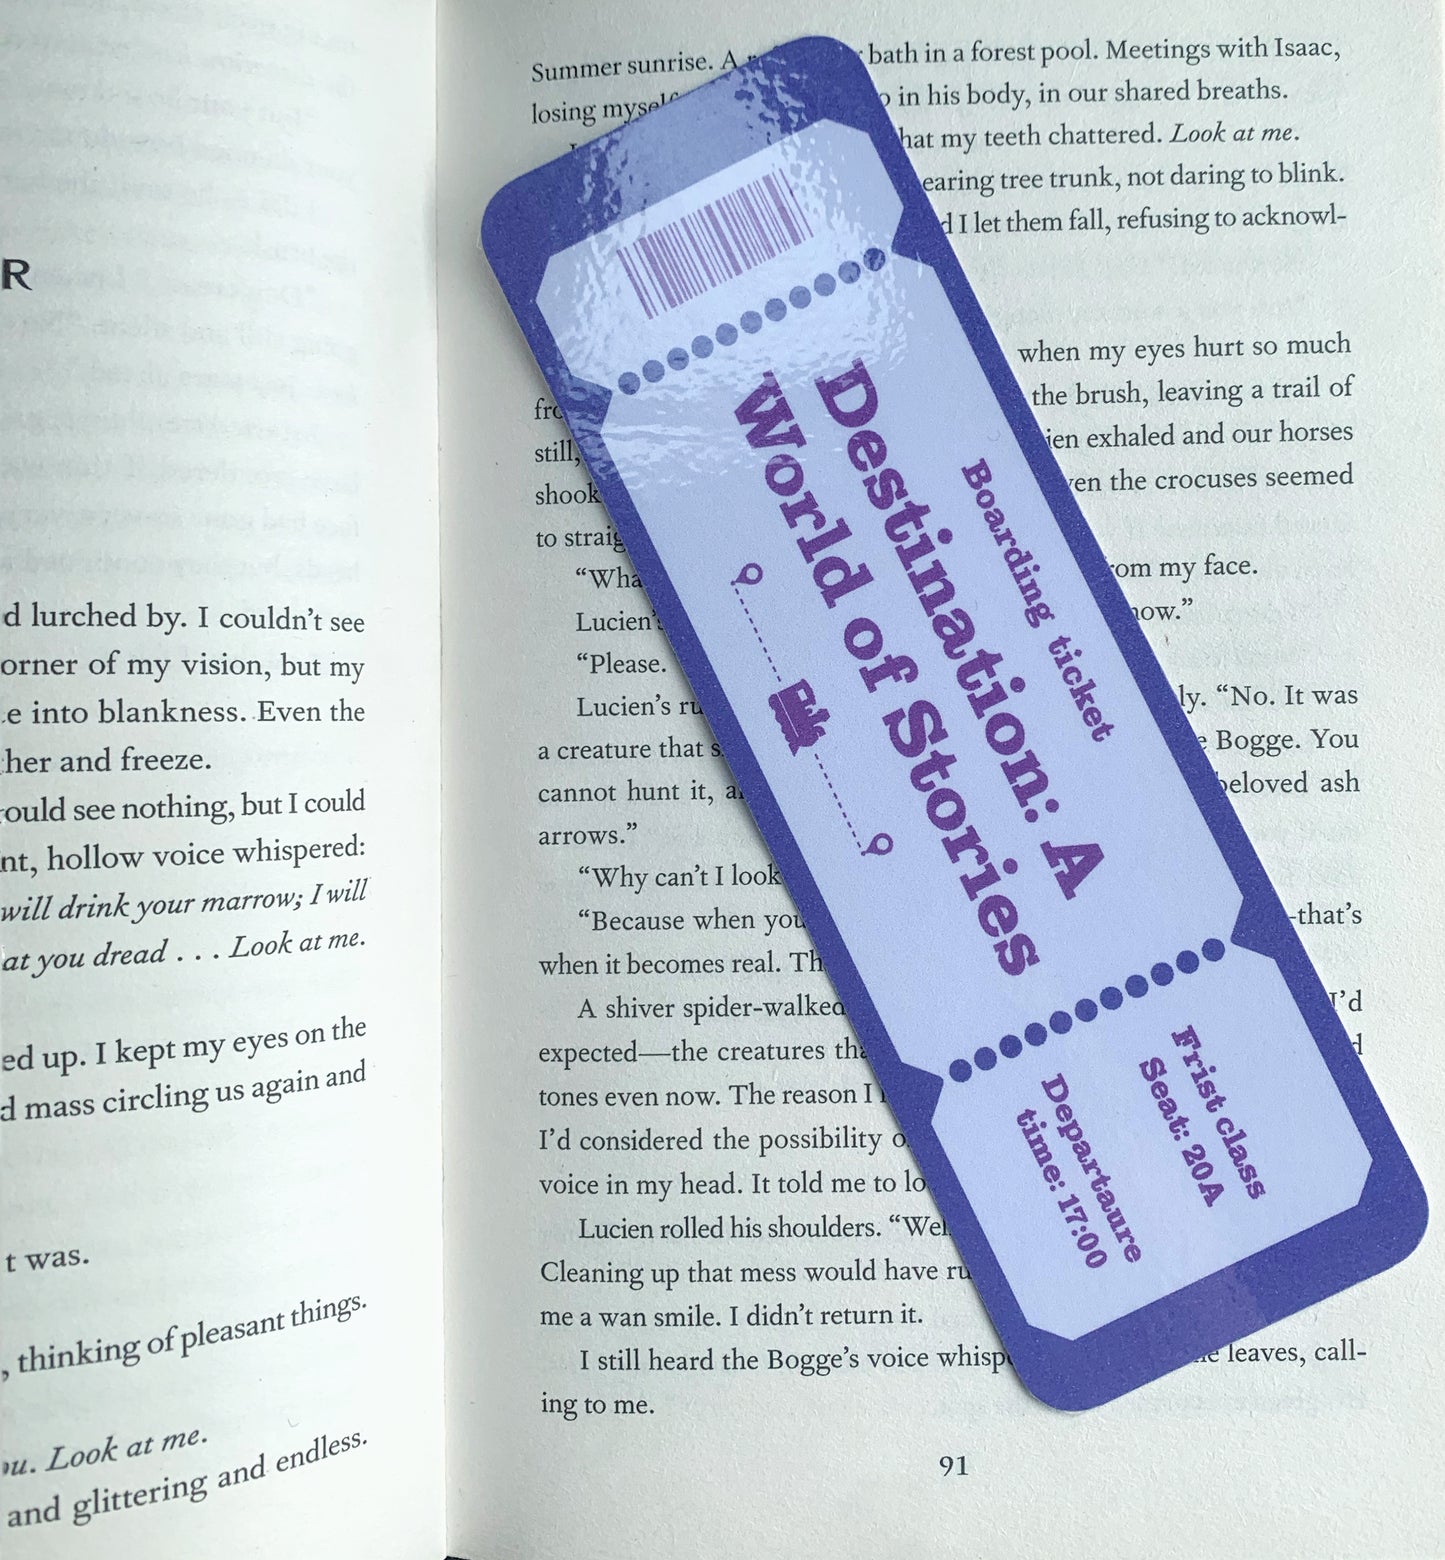 R
d lurched by. I couldn’t see
orner of my vision, but my
e into blankness. Even the
her and freeze.
ould see nothing, but I could
nt, hollow voice whispered:
will drink your marrow; I will
at you dread . . . Look at me.
ed up. I kept my eyes on the
d mass circling us again and
t was.
, thinking of pleasant things.
ou. Look at me.
and glittering and endless.
Summer sunrise. A bath in a forest pool. Meetings with Isaac,
losing myself in his body, in our shared breaths.
hat my teeth chattered. Look at me.
earing tree trunk, not daring to blink.
d I let them fall, refusing to acknowl-
when my eyes hurt so much
fro the brush, leaving a trail of
still, ien exhaled and our horses
shook ven the crocuses seemed
to straig
“Wha om my face.
Lucien’s now.”
“Please.
Lucien’s ru ly. “No. It was
a creature that s e Bogge. You
cannot hunt it, a beloved ash
arrows.”
“Why can’t I look
“Because when you —that’s
when it becomes real. Th
A shiver spider-walked I’d
expected—the creatures tha d
tones even now. The reason I
I’d considered the possibility o
voice in my head. It told me to lo
Lucien rolled his shoulders. “Wel
Cleaning up that mess would have ru
me a wan smile. I didn’t return it.
I still heard the Bogge’s voice whisp e leaves, call-
ing to me.
91
Boarding ticket
Destination: A
World of Stories
Frist class
Seat: 20A
Departaure
time: 17:00